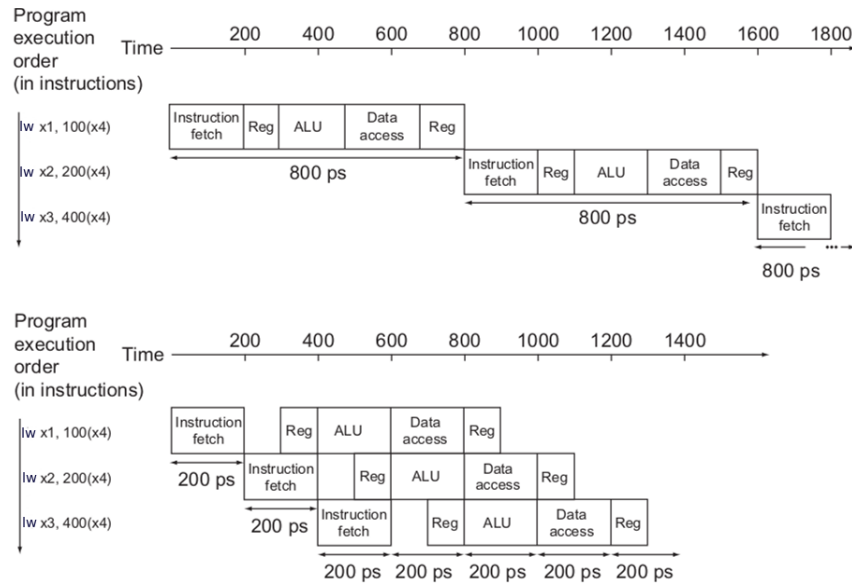 Program
execution
order
(in instructions)
Time
200 400 600 800 1000 1200 1400 1600 1800
lw x1, 100(x4)
Instruction
fetch
Reg
ALU
Data
access
Reg
800 ps
lw x2, 200(x4)
Instruction
fetch
Reg
ALU
Data
access
Reg
800 ps
lw x3, 400(x4)
Instruction
fetch
...
800 ps
Program
execution
order
(in instructions)
Time
200 400 600 800 1000 1200 1400
lw x1, 100(x4)
Instruction
fetch
Reg
ALU
Data
access
Reg
200 ps
lw x2, 200(x4)
Instruction
fetch
Reg
ALU
Data
access
Reg
200 ps
lw x3, 400(x4)
Instruction
fetch
Reg
ALU
Data
access
Reg
200 ps 200 ps 200 ps 200 ps 200 ps